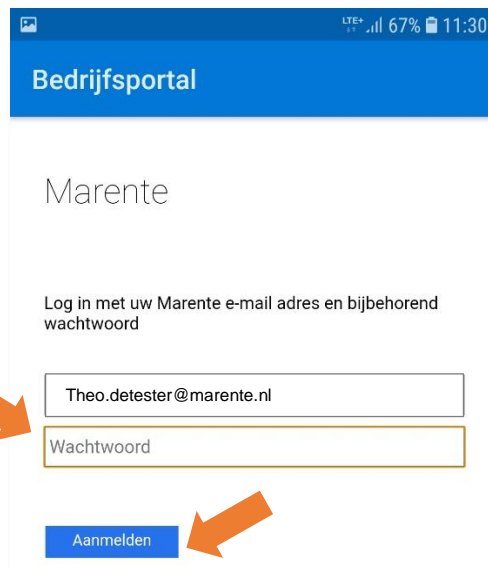 LTE+ 67% 11:30
Bedrijfsportal
Marente
Log in met uw Marente e-mail adres en bijbehorend
wachtwoord
Theo.detester@marente.nl
Wachtwoord
Aanmelden